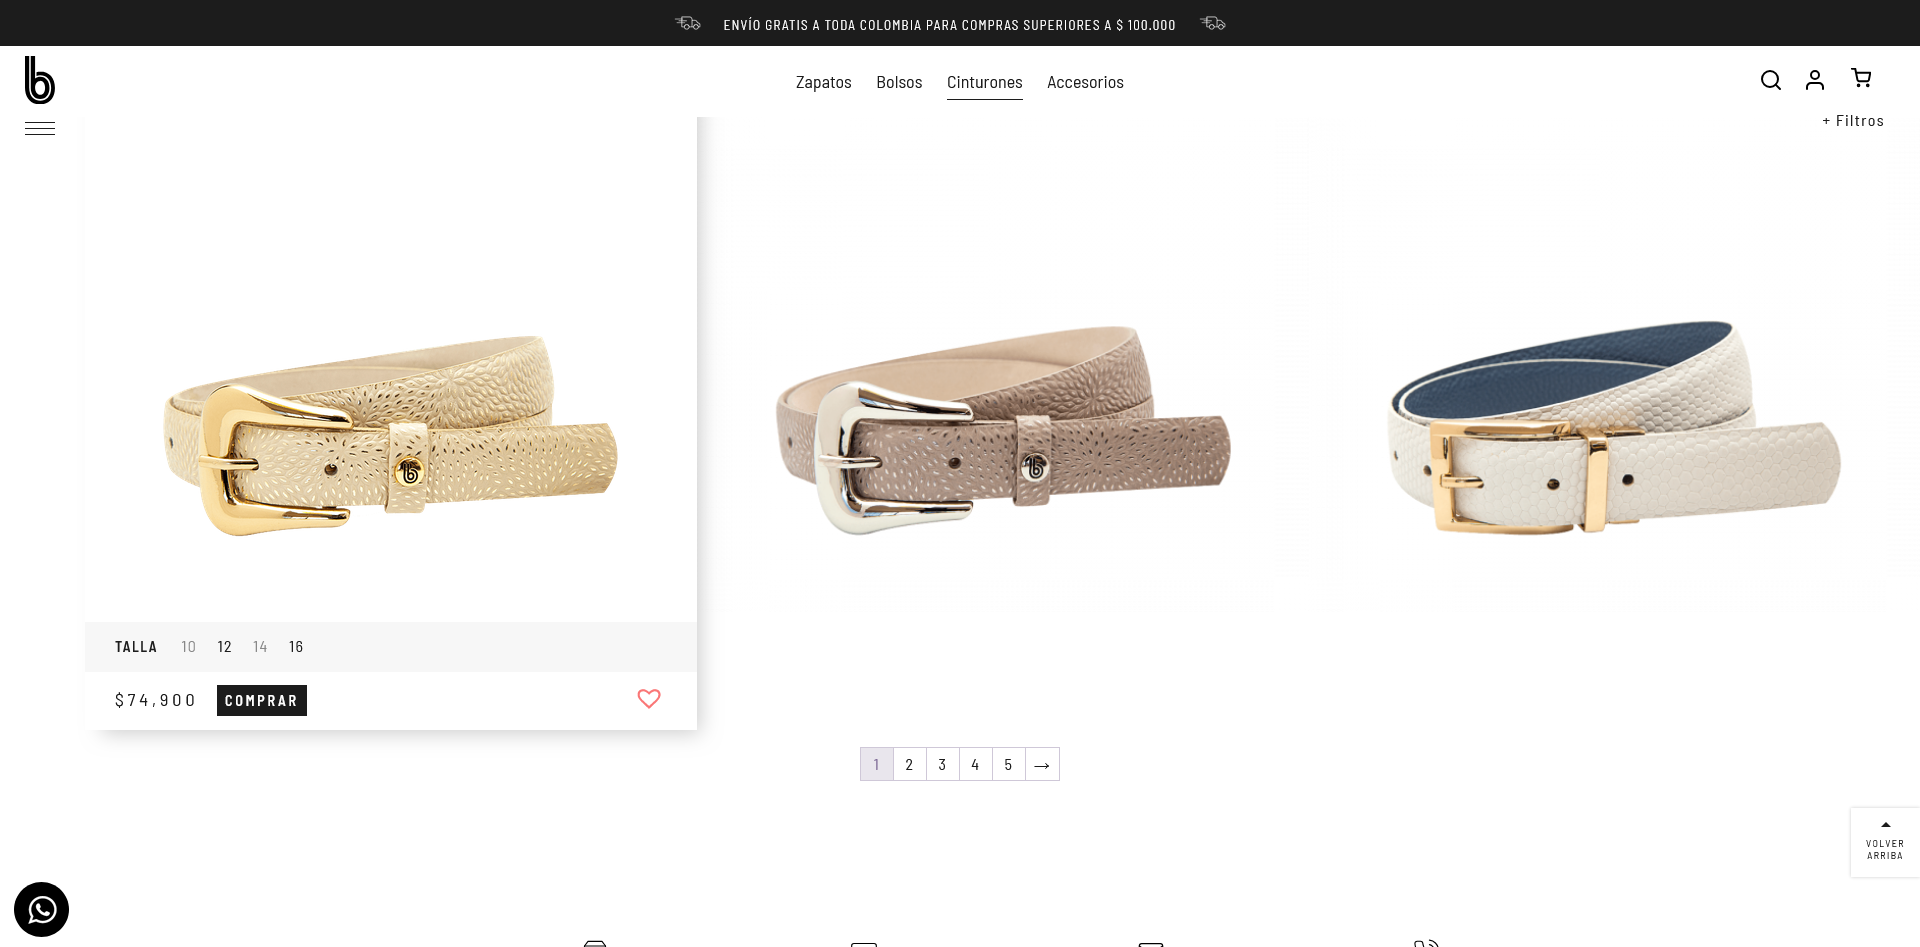 ENVÍO GRATIS A TODA COLOMBIA PARA COMPRAS SUPERIORES A $ 100.000
b
Zapatos Bolsos Cinturones Accesorios
+ Filtros
b
b
TALLA 10 12 14 16
$74,900 COMPRAR
1 2 3 4 5 →
VOLVER
ARRIBA